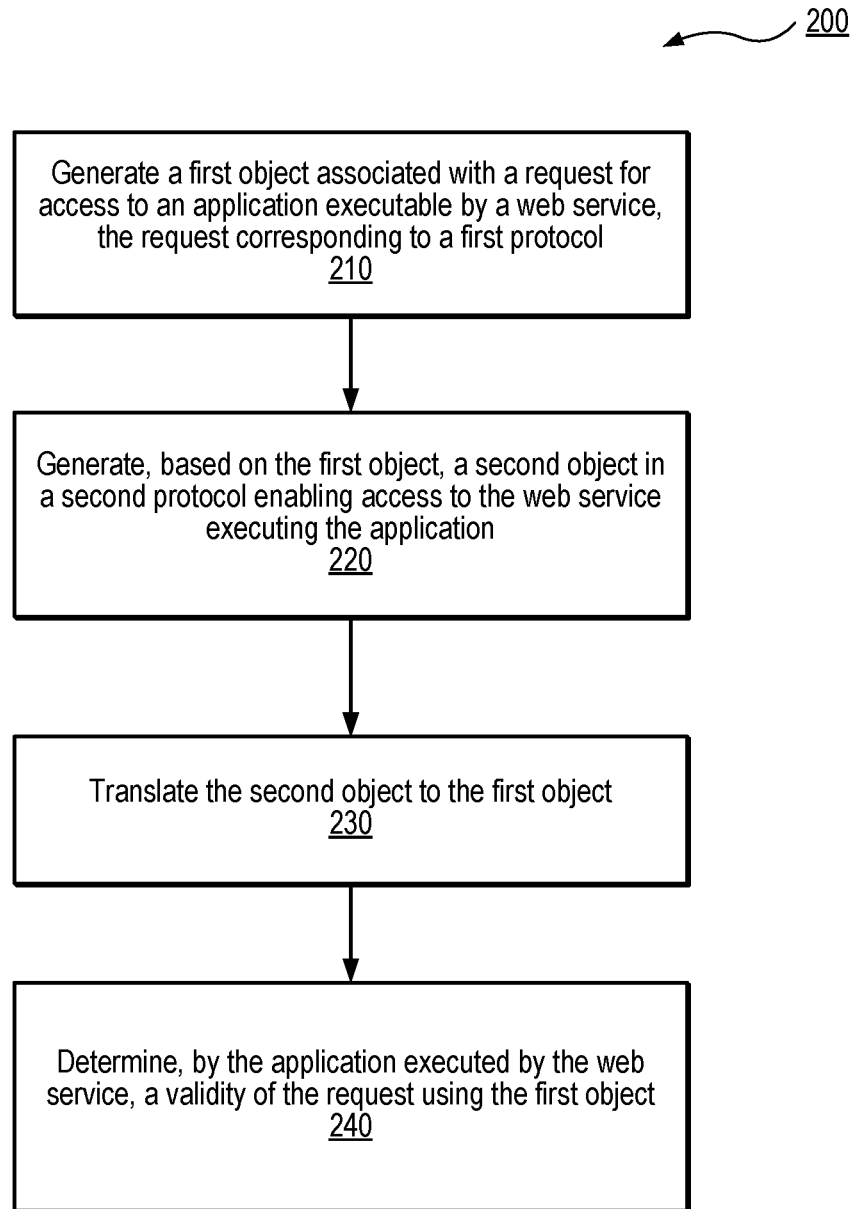 200
Generate a first object associated with a request for
access to an application executable by a web service,
the request corresponding to a first protocol
210
Generate, based on the first object, a second object in
a second protocol enabling access to the web service
executing the application
220
Translate the second object to the first object
230
Determine, by the application executed by the web
service, a validity of the request using the first object
240